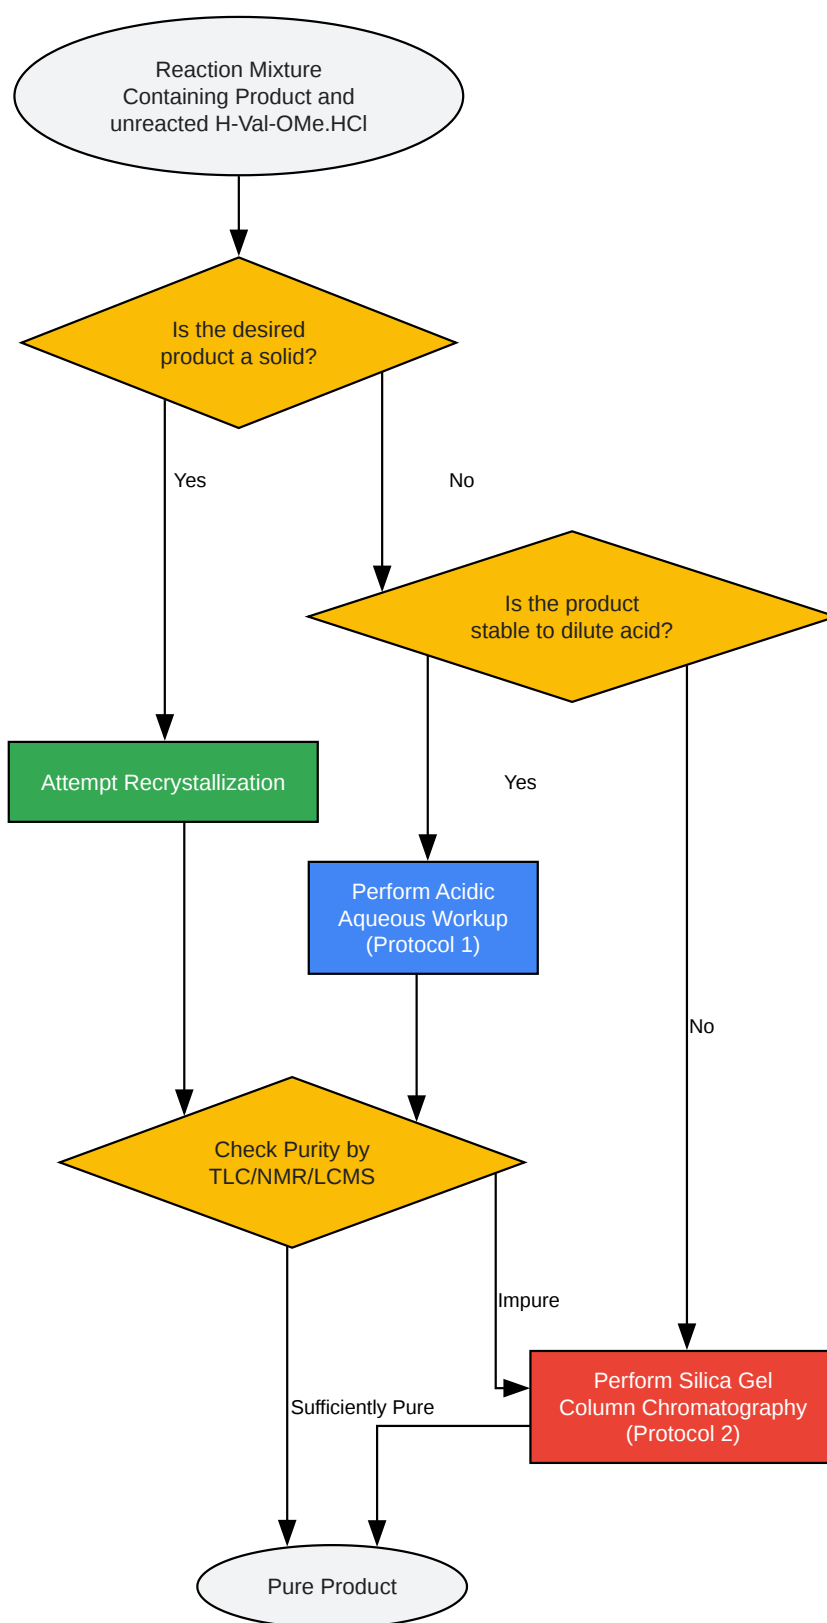 Reaction Mixture
Containing Product and
unreacted H-Val-OMe.HCl
Is the desired
product a solid?
Yes
No
Is the product
stable to dilute acid?
Attempt Recrystallization
Yes
Perform Acidic
Aqueous Workup
(Protocol 1)
No
Check Purity by
TLC/NMR/LCMS
Impure
Perform Silica Gel
Column Chromatography
(Protocol 2)
Sufficiently Pure
Pure Product